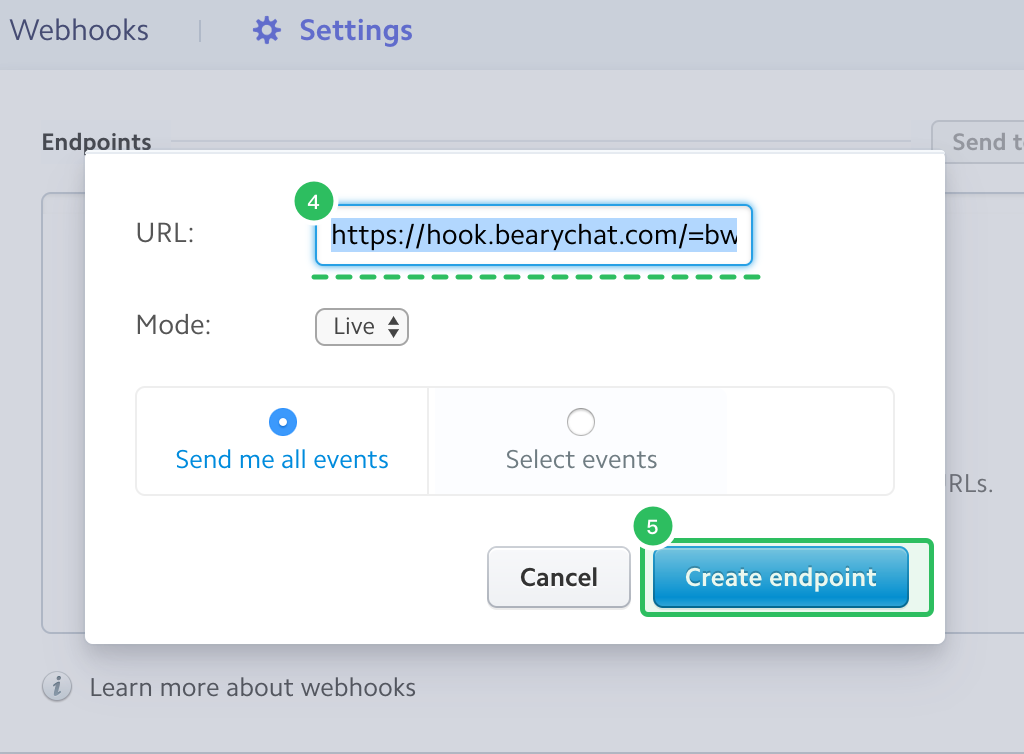 Webhooks | Settings
Endpoints
Send
4
URL: https://hook.bearychat.com/=bw
Mode: Live
Send me all events Select events
RLs.
5
Cancel Create endpoint
i Learn more about webhooks